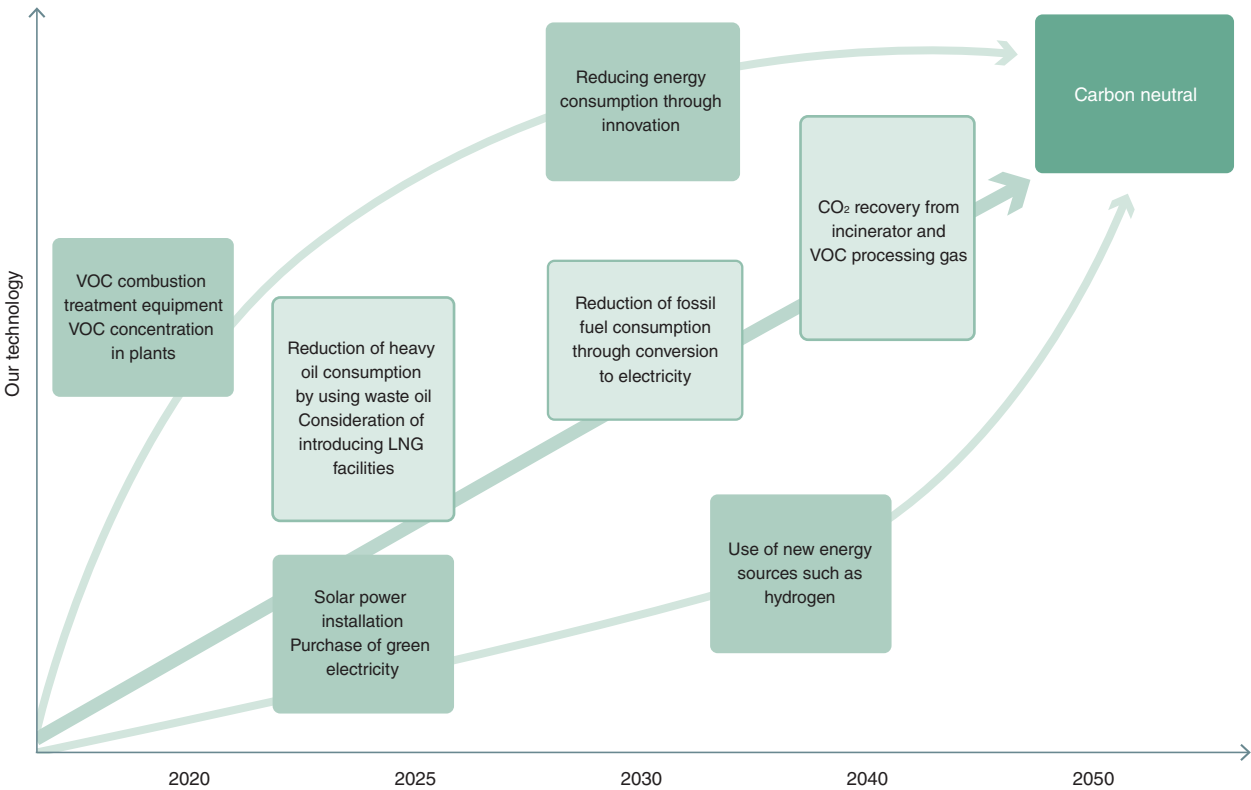 Our technology
VOC combustion
treatment equipment
VOC concentration
in plants
Reduction of heavy
oil consumption
by using waste oil
Consideration of
introducing LNG
facilities
Solar power
installation
Purchase of green
electricity
Reducing energy
consumption through
innovation
Reduction of fossil
fuel consumption
through conversion
to electricity
Use of new energy
sources such as
hydrogen
CO₂ recovery from
incinerator and
VOC processing gas
Carbon neutral
2020
2025
2030
2040
2050